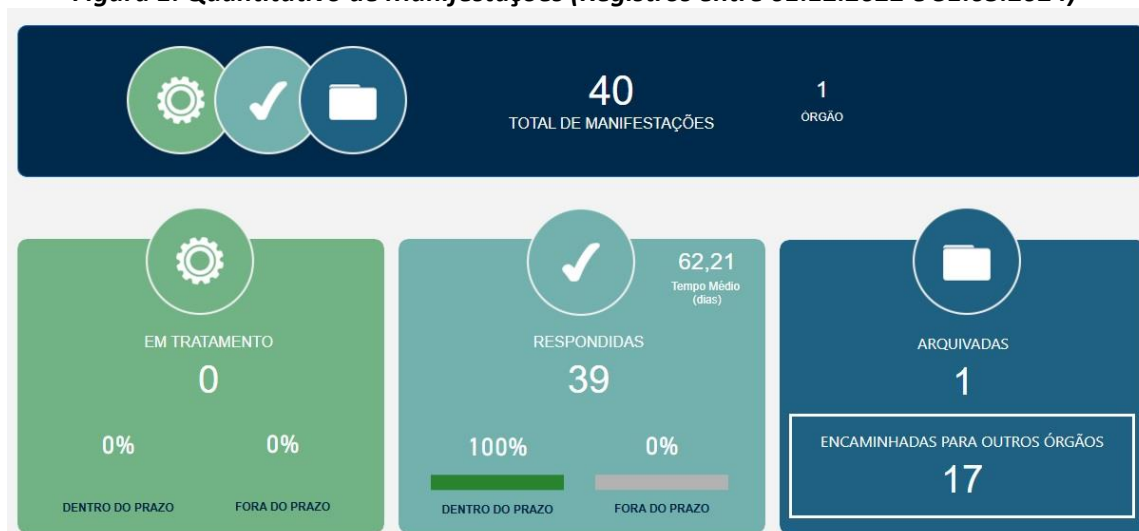 40
TOTAL DE MANIFESTAÇÕES
1
ÓRGÃO
EM TRATAMENTO
0
0%
0%
DENTRO DO PRAZO
FORA DO PRAZO
62,21
Tempo Médio
(dias)
RESPONDIDAS
39
100%
0%
DENTRO DO PRAZO
FORA DO PRAZO
ARQUIVADAS
1
ENCAMINHADAS PARA OUTROS ÓRGÃOS
17